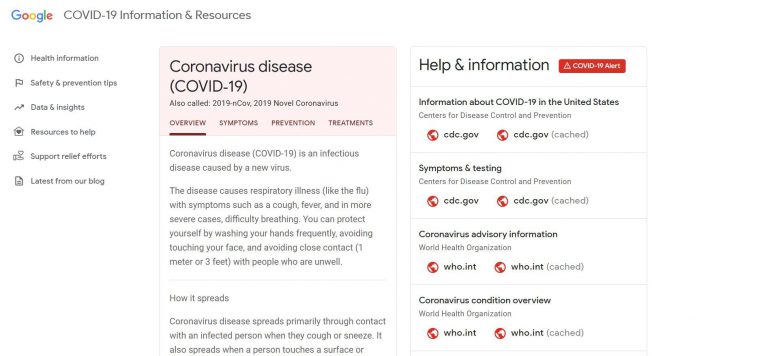 Google COVID-19 Information & Resources
Health information
Safety & prevention tips
Data & insights
Resources to help
Support relief efforts
Latest from our blog
Coronavirus disease
(COVID-19)
Also called: 2019-nCov, 2019 Novel Coronavirus
OVERVIEW SYMPTOMS PREVENTION TREATMENTS
Coronavirus disease (COVID-19) is an infectious
disease caused by a new virus.
The disease causes respiratory illness (like the flu)
with symptoms such as a cough, fever, and in more
severe cases, difficulty breathing. You can protect
yourself by washing your hands frequently, avoiding
touching your face, and avoiding close contact (1
meter or 3 feet) with people who are unwell.
How it spreads
Coronavirus disease spreads primarily through contact
with an infected person when they cough or sneeze. It
also spreads when a person touches a surface or
Help & information COVID-19 Alert
Information about COVID-19 in the United States
Centers for Disease Control and Prevention
cdc.gov cdc.gov (cached)
Symptoms & testing
Centers for Disease Control and Prevention
cdc.gov cdc.gov (cached)
Coronavirus advisory information
World Health Organization
who.int who.int (cached)
Coronavirus condition overview
World Health Organization
who.int who.int (cached)